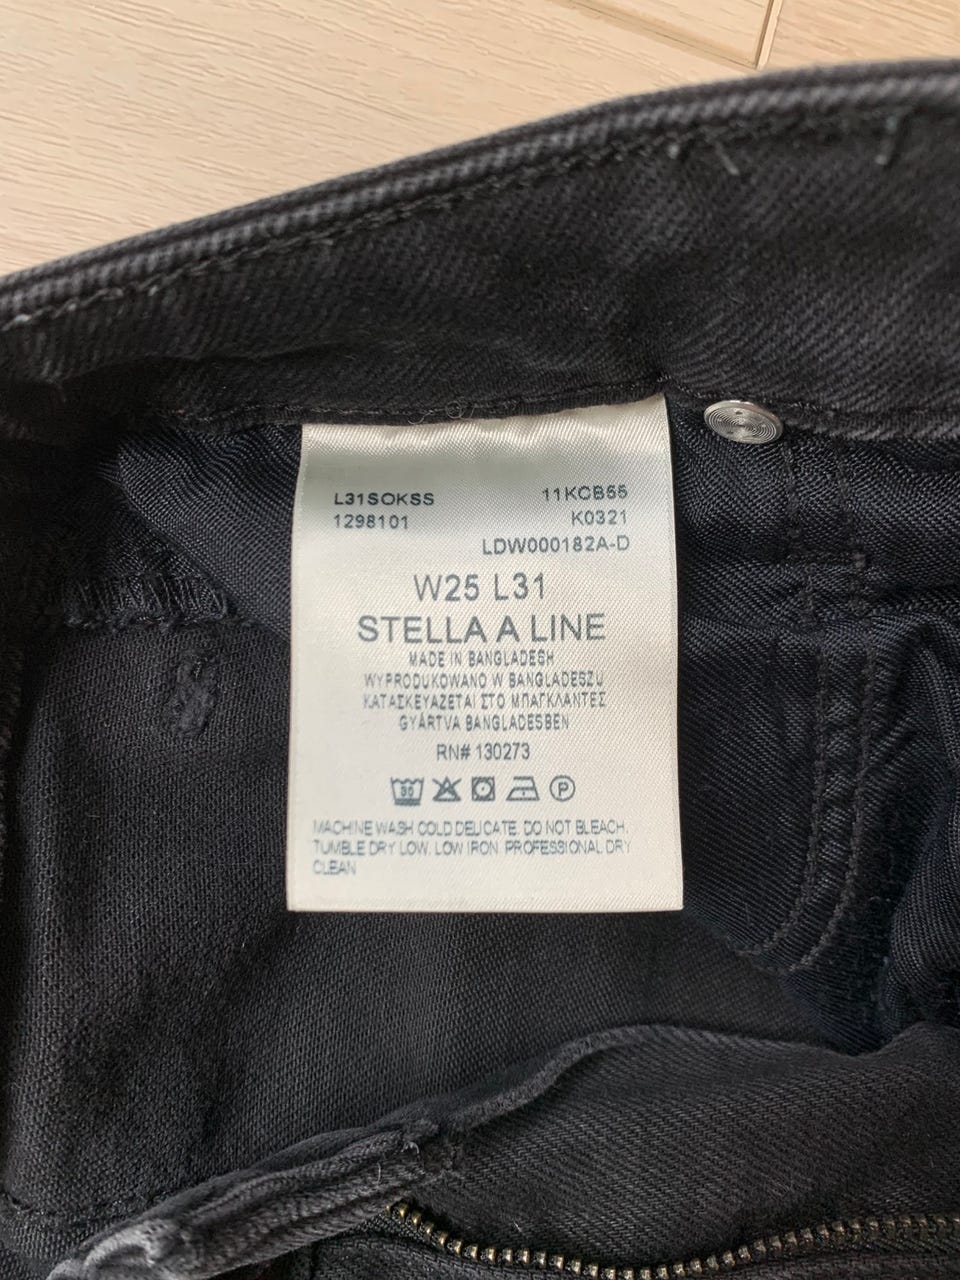 L31SOKSS 11KCB55
1298101 K0321
LDW000182A-D
W25 L31
STELLA A LINE
MADE IN BANGLADESH
WYPRODUKOWANO W BANGLADESZU
ΚΑΤΑΣΚΕΥΑΖΕΤΑΙ ΣΤΟ ΜΠΑΓΚΛΑΝΤΕΣ
GYÁRTVA BANGLADESBEN
RN# 130273
30 P
MACHINE WASH COLD DELICATE. DO NOT BLEACH.
TUMBLE DRY LOW. LOW IRON. PROFESSIONAL DRY
CLEAN